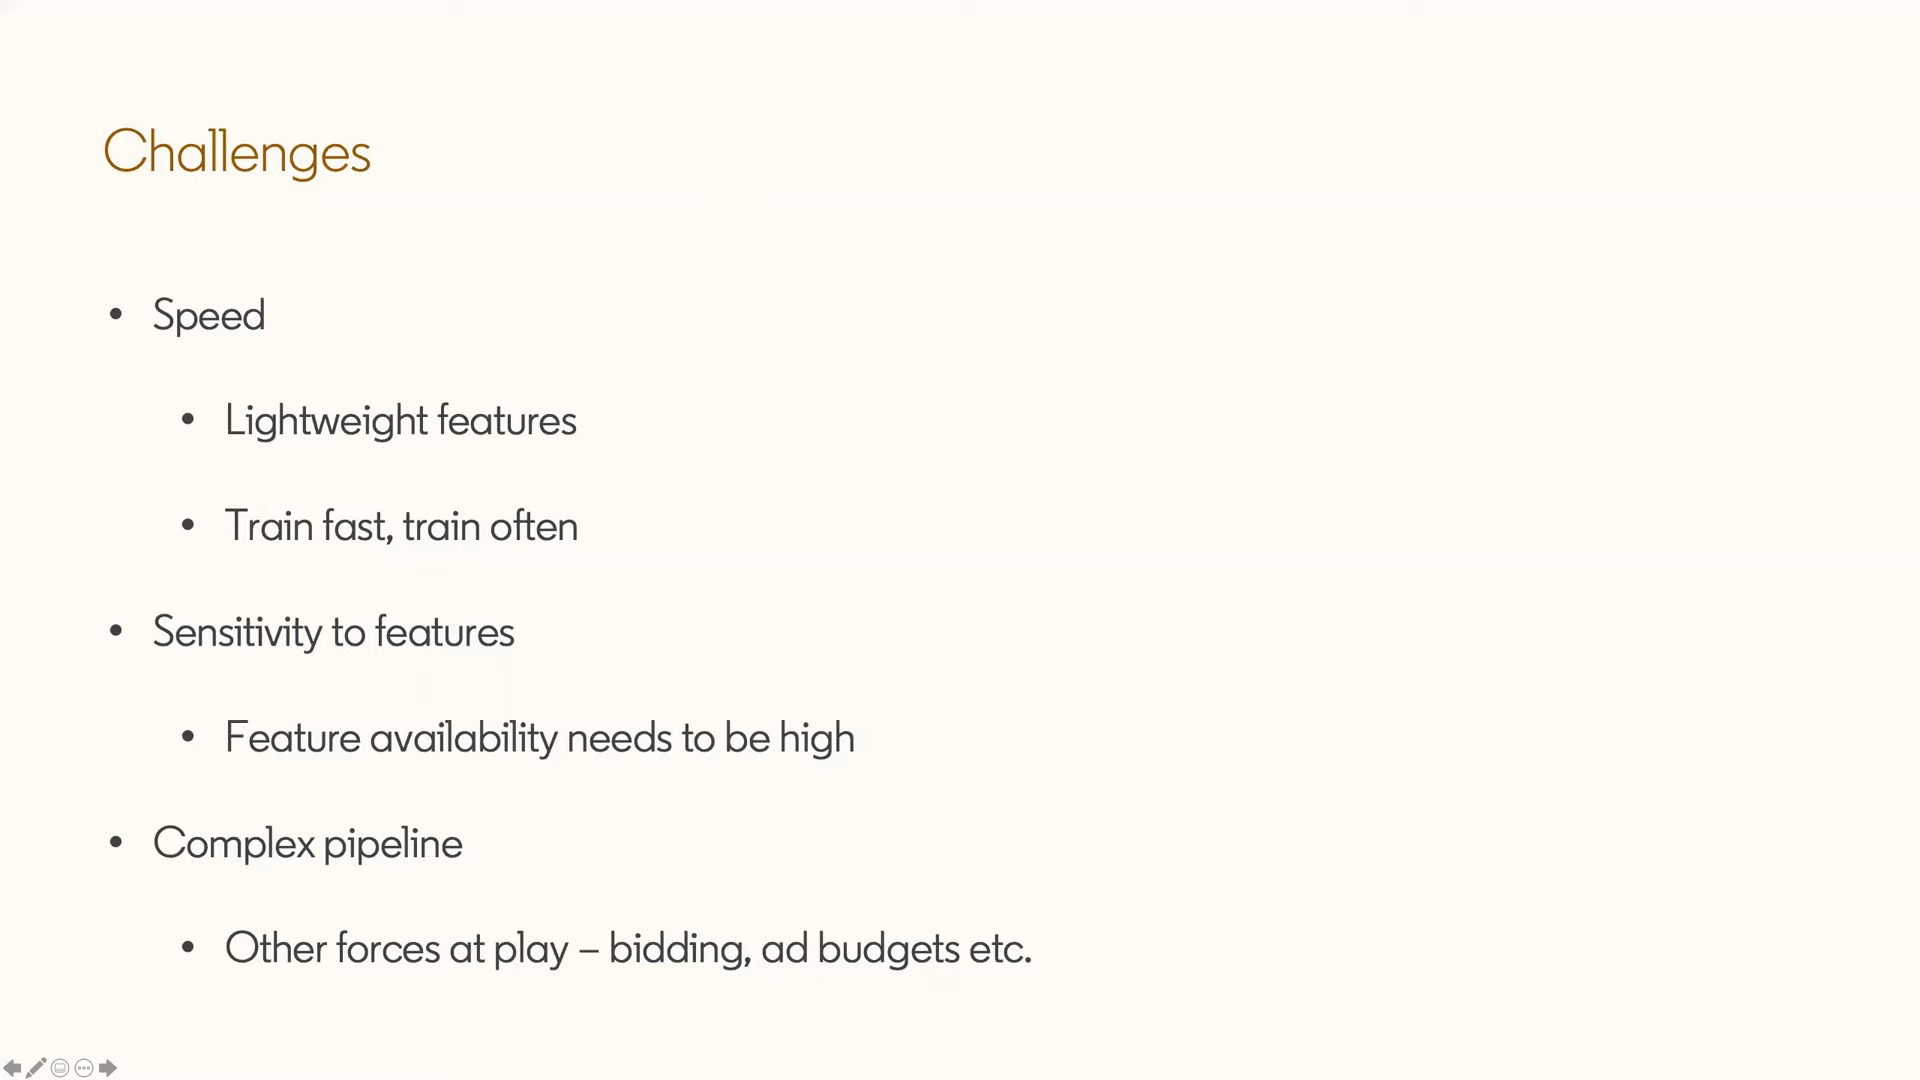 Challenges
• Speed
• Lightweight features
• Train fast, train often
• Sensitivity to features
• Feature availability needs to be high
• Complex pipeline
• Other forces at play – bidding, ad budgets etc.